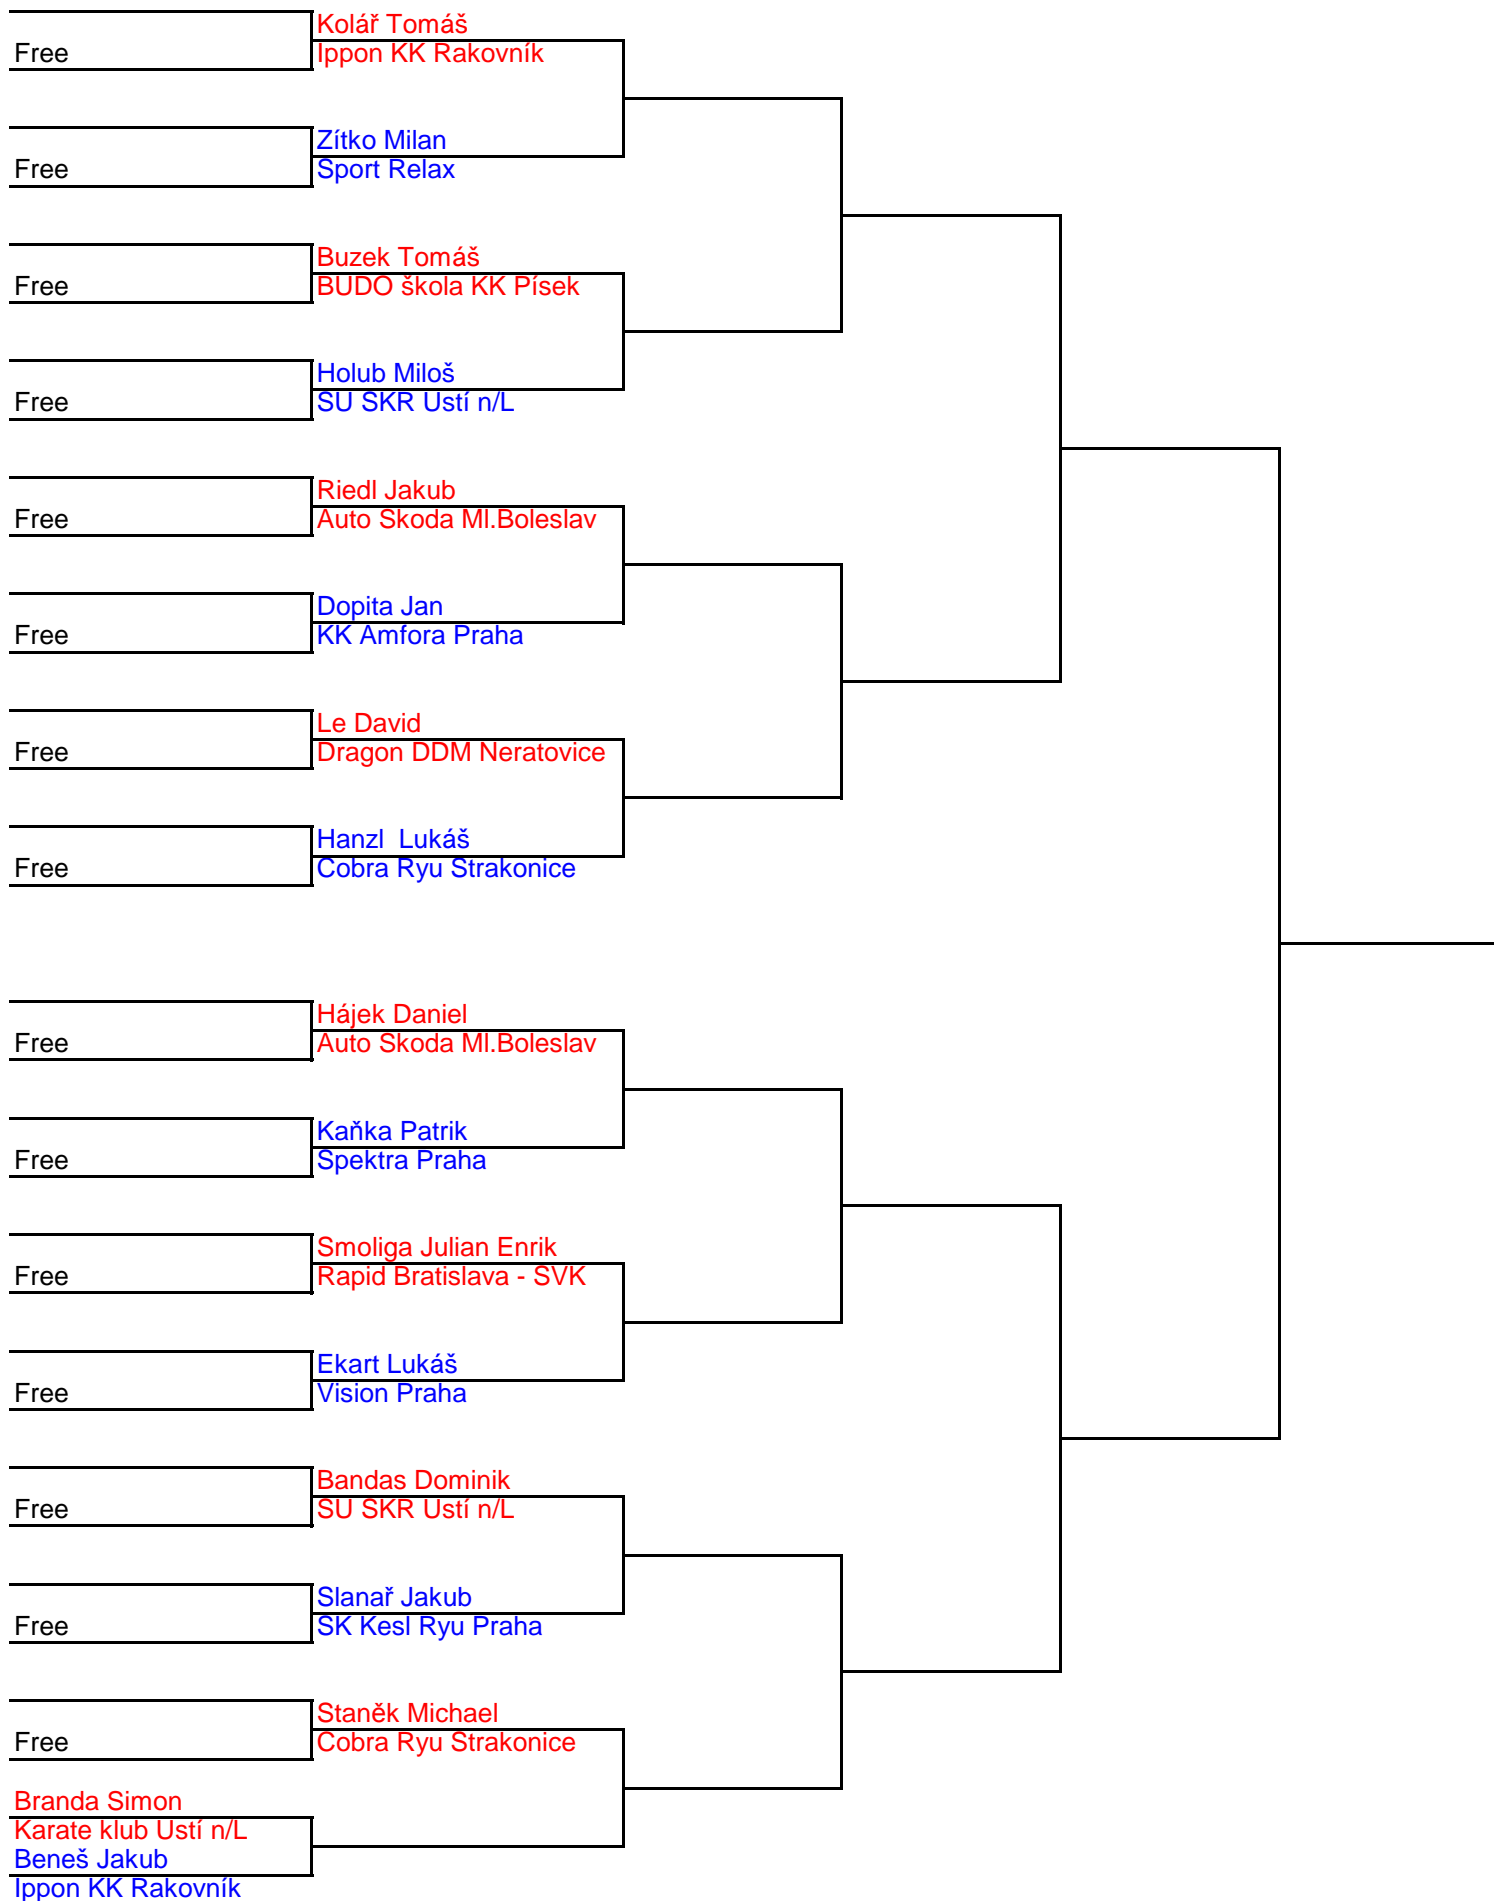 Kolář Tomáš
Free
Ippon KK Rakovník
Zítko Milan
Free
Sport Relax
Buzek Tomáš
Free
BUDO škola KK Písek
Holub Miloš
Free
SU SKR Ustí n/L
Riedl Jakub
Free
Auto Skoda Ml.Boleslav
Dopita Jan
Free
KK Amfora Praha
Le David
Free
Dragon DDM Neratovice
Hanzl  Lukáš
Free
Cobra Ryu Strakonice
Hájek Daniel
Free
Auto Skoda Ml.Boleslav
Kaňka Patrik
Free
Spektra Praha
Smoliga Julian Enrik
Free
Rapid Bratislava - SVK
Ekart Lukáš
Free
Vision Praha
Bandas Dominik
Free
SU SKR Ustí n/L
Slanař Jakub
Free
SK Kesl Ryu Praha
Staněk Michael
Free
Cobra Ryu Strakonice
Branda Simon
Karate klub Ustí n/L
Beneš Jakub
Ippon KK Rakovník